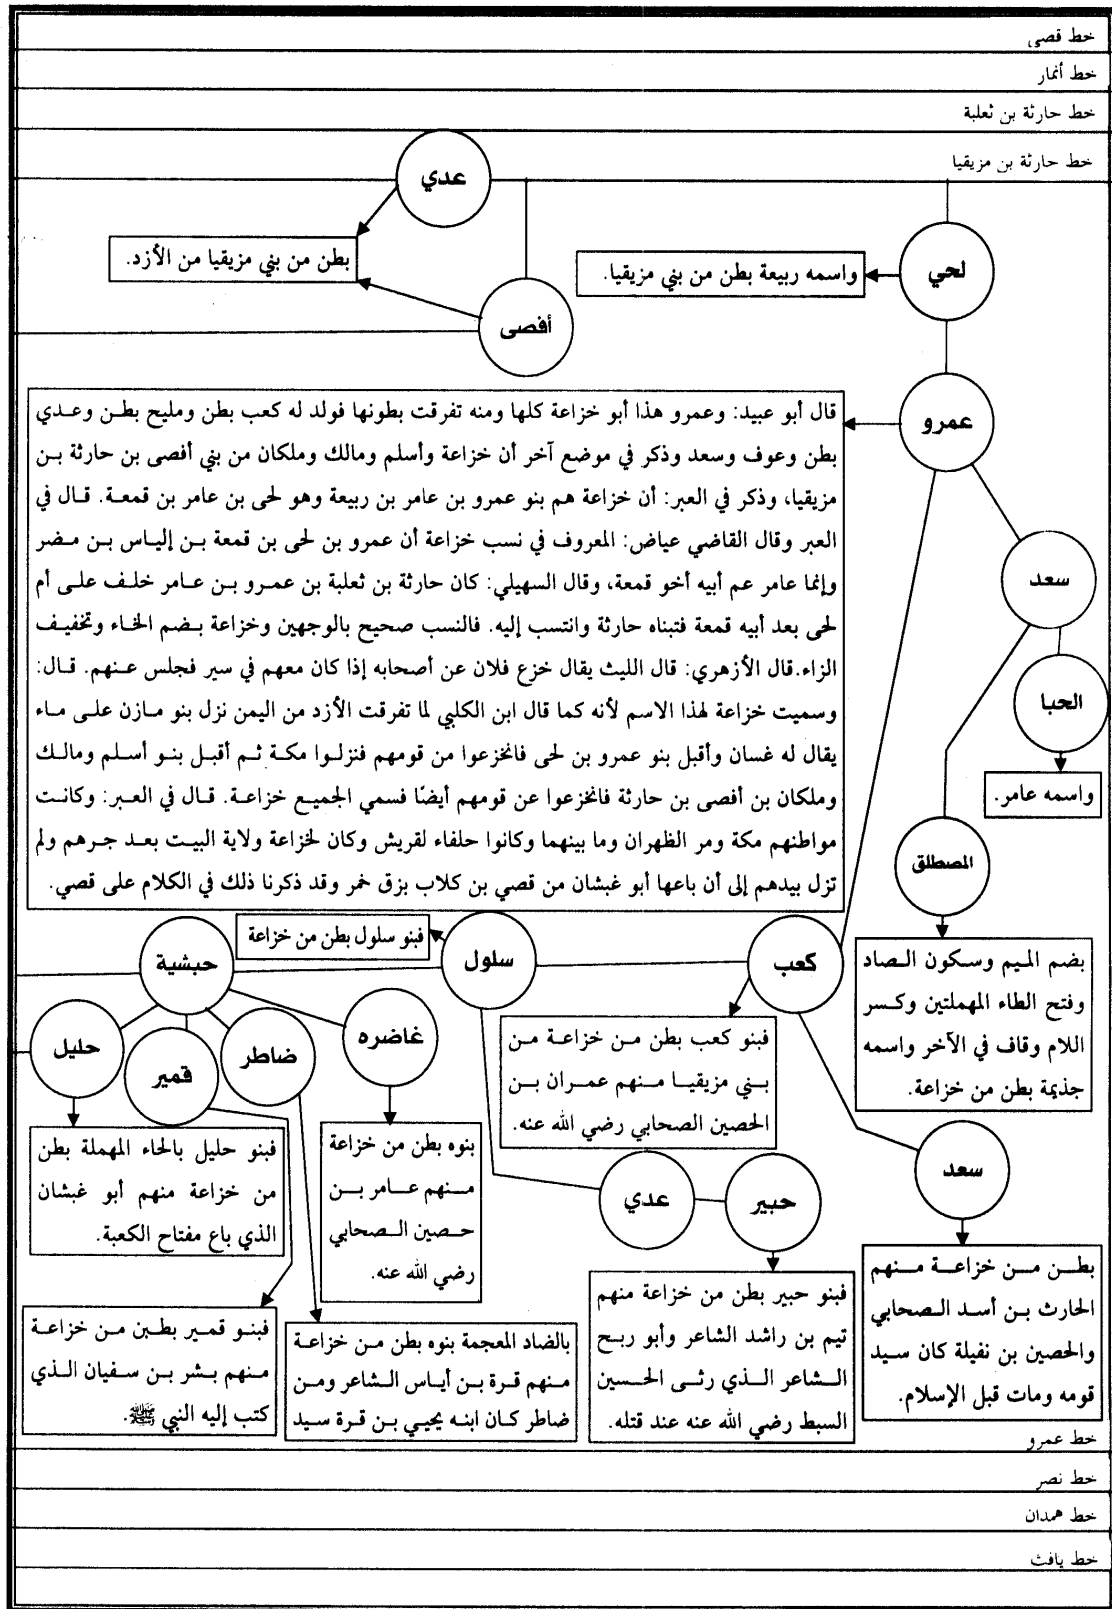 خط قصى
خط أنمار
خط حارثة بن ثعلبة
خط حارثة بن مزيقيا
عدي
لحي
بطن من بني مزيقيا من الأزد.
واسمه ربيعة بطن من بني مزيقيا.
أفصى
عمرو
قال أبو عبيد: وعمرو هذا أبو خزاعة كلها ومنه تفرقت بطونها فولد له كعب بطن ومليح بطن وعدي
بطن وعوف وسعد وذكر في موضع آخر أن خزاعة وأسلم ومالك وملكان من بني أفصى بن حارثة بن
مزيقيا، وذكر في العبر: أن خزاعة هم بنو عمرو بن عامر بن ربيعة وهو لحى بن عامر بن قمعة. قال في
العبر وقال القاضي عياض: المعروف في نسب خزاعة أن عمرو بن لحى بن قمعة بن إلياس بن مضر
وإنما عامر عم أبيه أخو قمعة، وقال السهيلي: كان حارثة بن ثعلبة بن عمرو بن عامر خلف على أم
لحى بعد أبيه قمعة فتبناه حارثة وانتسب إليه. فالنسب صحيح بالوجهين وخزاعة بضم الخاء وتخفيف
الزاء.قال الأزهري: قال الليث يقال خزع فلان عن أصحابه إذا كان معهم في سير فجلس عنهم. قال:
وسميت خزاعة لهذا الاسم لأنه كما قال ابن الكلبي لما تفرقت الأزد من اليمن نزل بنو مازن على ماء
يقال له غسان وأقبل بنو عمرو بن لحى فانخزعوا من قومهم فنزلوا مكة ثم أقبل بنو أسلم ومالك
وملكان بن أفصى بن حارثة فانخزعوا عن قومهم أيضًا فسمي الجميع خزاعة. قال في العبر: وكانت
مواطنهم مكة ومر الظهران وما بينهما وكانوا حلفاء لقريش وكان لخزاعة ولاية البيت بعد جرهم ولم
تزل بيدهم إلى أن باعها أبو غبشان من قصي بن كلاب بزق خمر وقد ذكرنا ذلك في الكلام على قصي.
سعد
الحبا
واسمه عامر.
المصطلق
بضم الميم وسكون الصاد
وفتح الطاء المهملتين وكسر
اللام وقاف في الآخر واسمه
جذيمة بطن من خزاعة.
كعب
سلول
فبنو سلول بطن من خزاعة
حبشية
فبنو كعب بطن من خزاعة من
بني مزيقيا منهم عمران بن
الحصين الصحابي رضي الله عنه.
غاضره
ضاطر
قمير
حليل
بنوه بطن من خزاعة
منهم عامر بن
حصين الصحابي
رضي الله عنه.
فبنو حليل بالحاء المهملة بطن
من خزاعة منهم أبو غبشان
الذي باع مفتاح الكعبة.
سعد
حبير
عدي
بطن من خزاعة منهم
الحارث بن أسد الصحابي
والحصين بن نفيلة كان سيد
قومه ومات قبل الإسلام.
فبنو حبير بطن من خزاعة منهم
تيم بن راشد الشاعر وأبو ربح
الشاعر الذي رثى الحسين
السبط رضي الله عنه عند قتله.
بالضاد المعجمة بنوه بطن من خزاعة
منهم قرة بن أياس الشاعر ومن
ضاطر كان ابنه يحيي بن قرة سيد
فبنو قمير بطين من خزاعة
منهم بشر بن سفيان الذي
كتب إليه النبي ﷺ.
خط عمرو
خط نصر
خط همدان
خط يافث